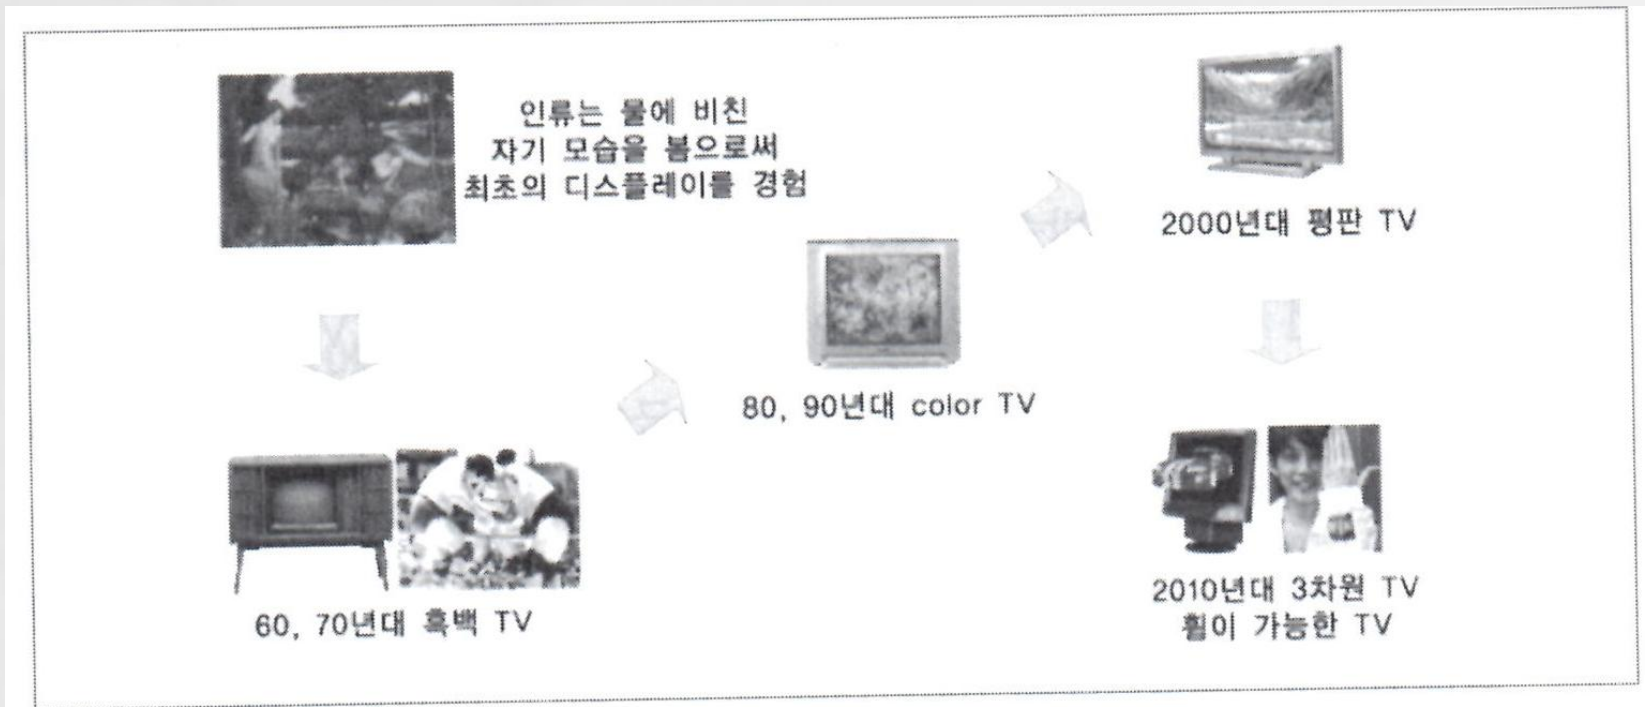 인류는 물에 비친
자기 모습을 봄으로써
최초의 디스플레이를 경험
60, 70년대 흑백 TV
80, 90년대 color TV
2000년대 평판 TV
2010년대 3차원 TV
휨이 가능한 TV